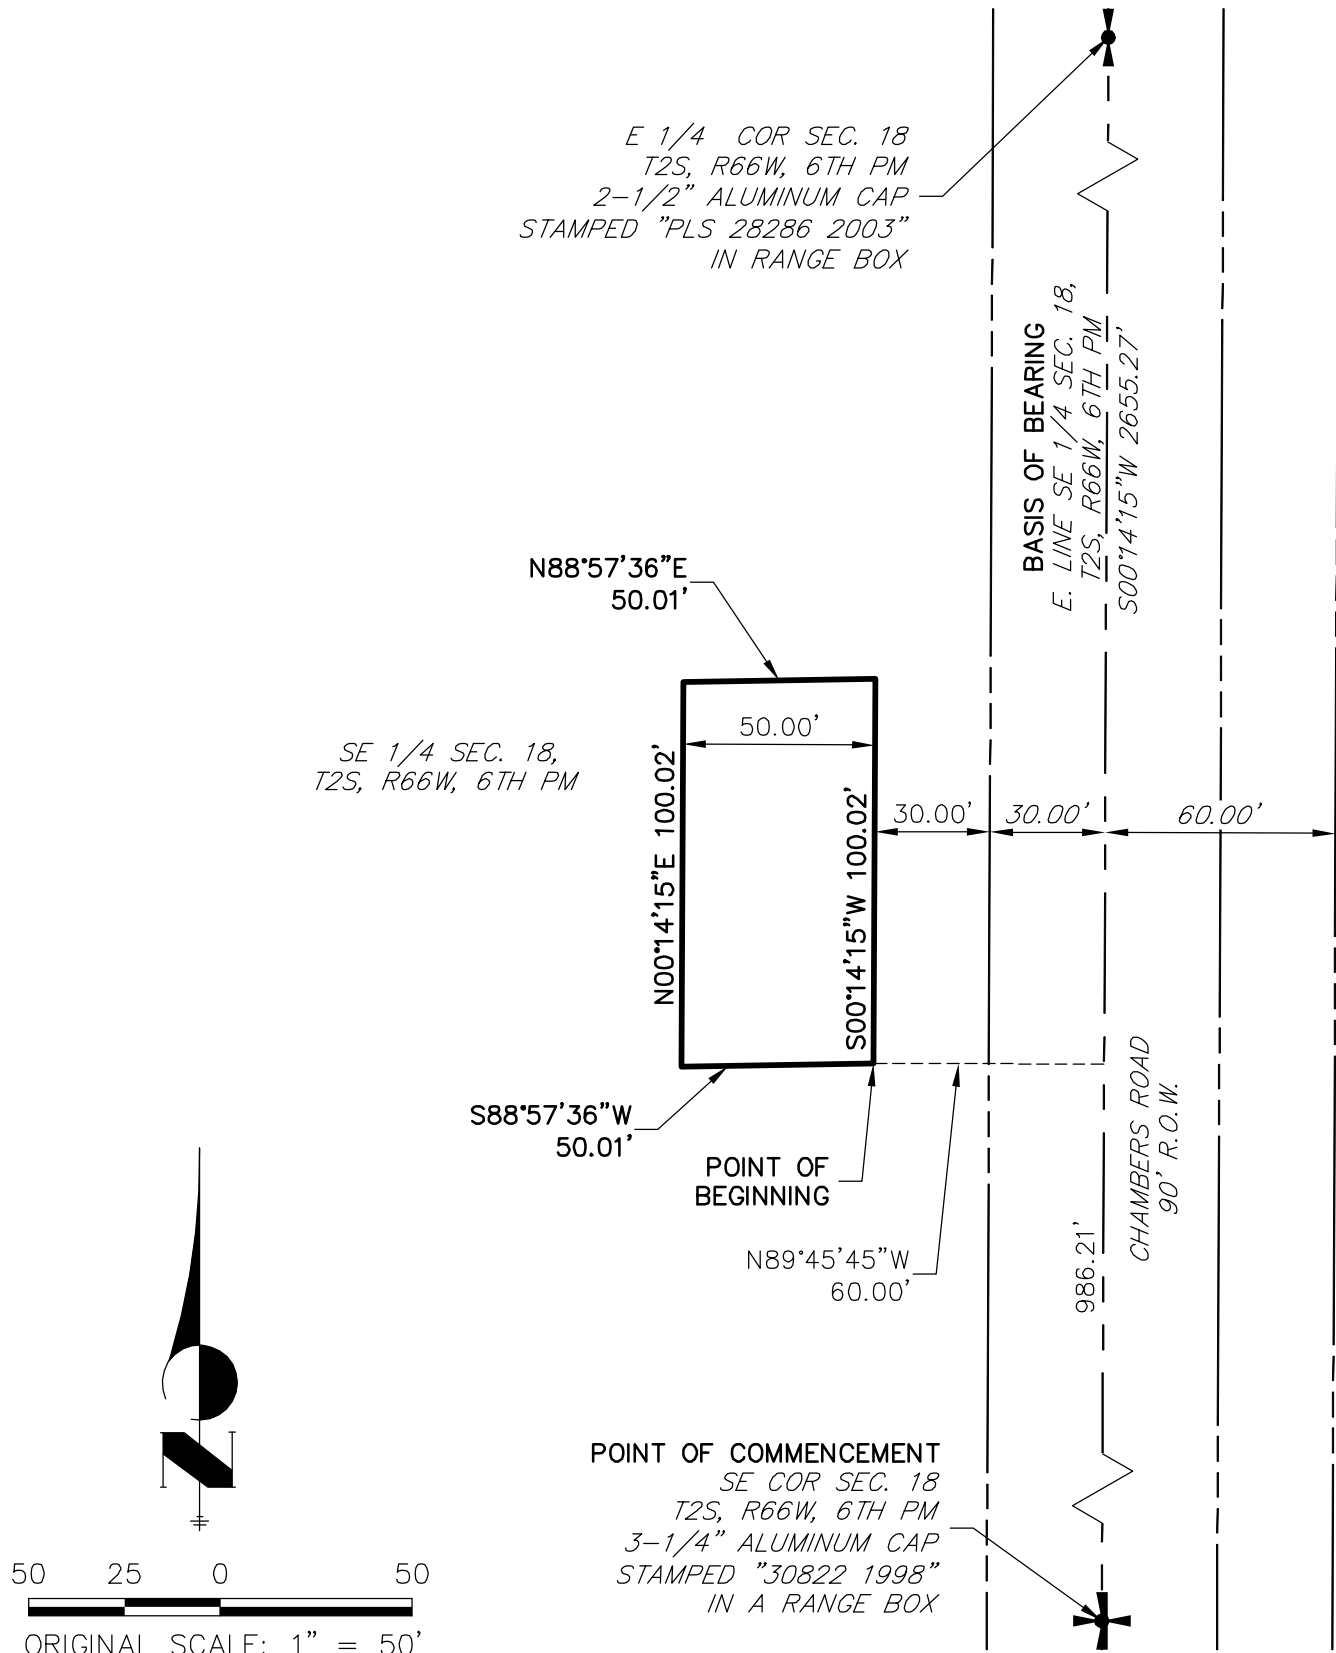 E 1/4 COR SEC. 18
T2S, R66W, 6TH PM
2-1/2" ALUMINUM CAP
STAMPED "PLS 28286 2003"
IN RANGE BOX
BASIS OF BEARING
E. LINE SE 1/4 SEC. 18,
T2S, R66W, 6TH PM
S00°14'15"W 2655.27'
N88°57'36"E
50.01'
50.00'
SE 1/4 SEC. 18,
T2S, R66W, 6TH PM
N00°14'15"E 100.02'
S00°14'15"W 100.02'
30.00'
30.00'
60.00'
S88°57'36"W
50.01'
POINT OF
BEGINNING
N89°45'45"W
60.00'
986.21'
CHAMBERS ROAD
90' R.O.W.
N
POINT OF COMMENCEMENT
SE COR SEC. 18
T2S, R66W, 6TH PM
3-1/4" ALUMINUM CAP
STAMPED "30822 1998"
IN A RANGE BOX
50 25 0 50
ORIGINAL SCALE: 1" = 50'